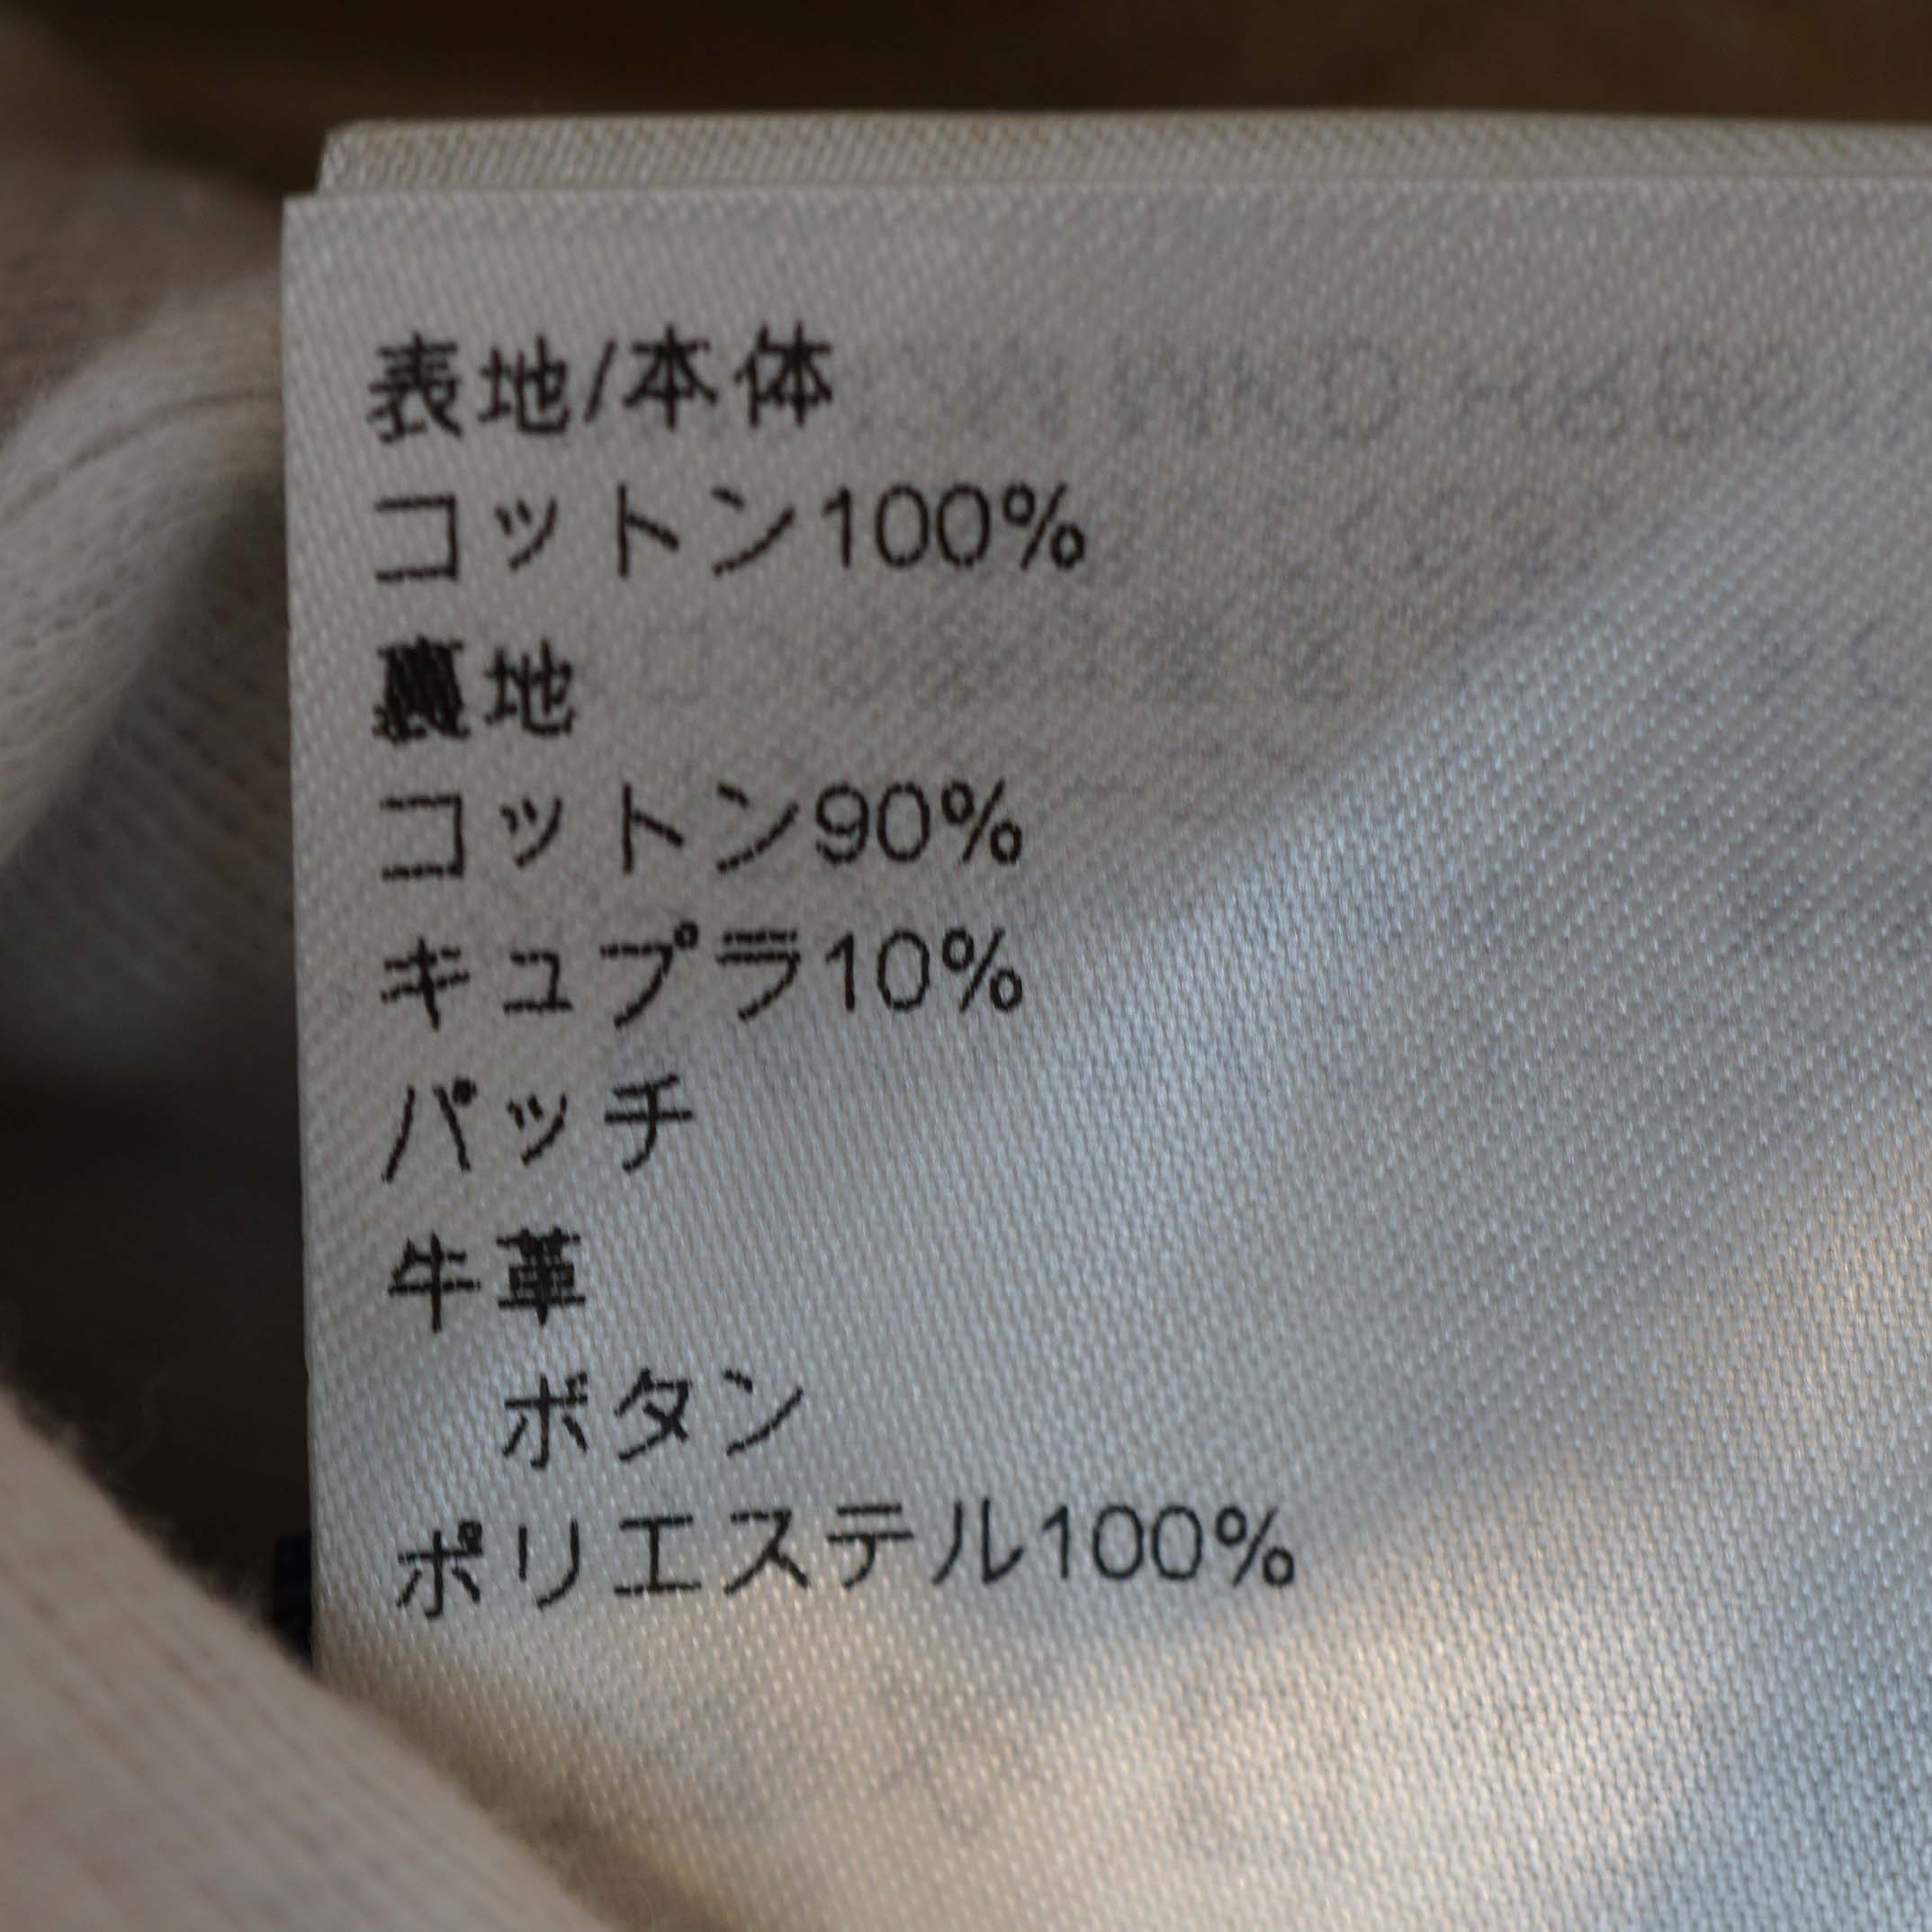 表地/本体
コットン100%
裏地
コットン90%
キュプラ10%
パッチ
牛革
ボタン
ポリエステル100%